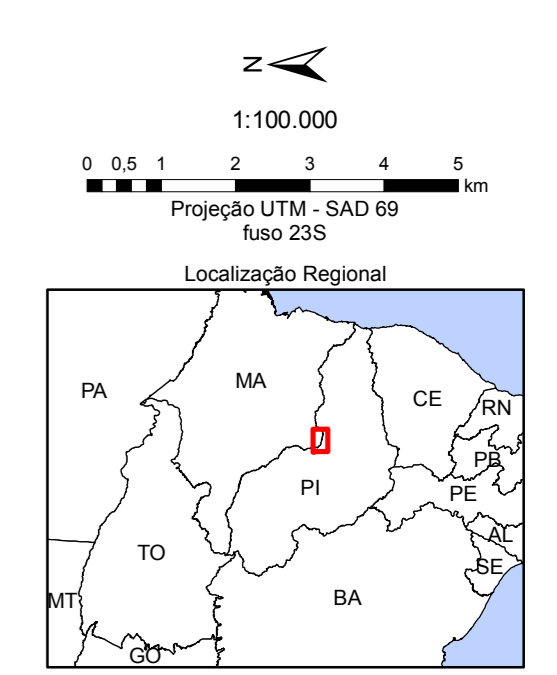 N
1:100.000
0 0,5 1 2 3 4 5
km
Projeção UTM - SAD 69
fuso 23S
Localização Regional
PA
MA
CE
RN
PB
PI
PE
AL
TO
SE
MT
BA
GO